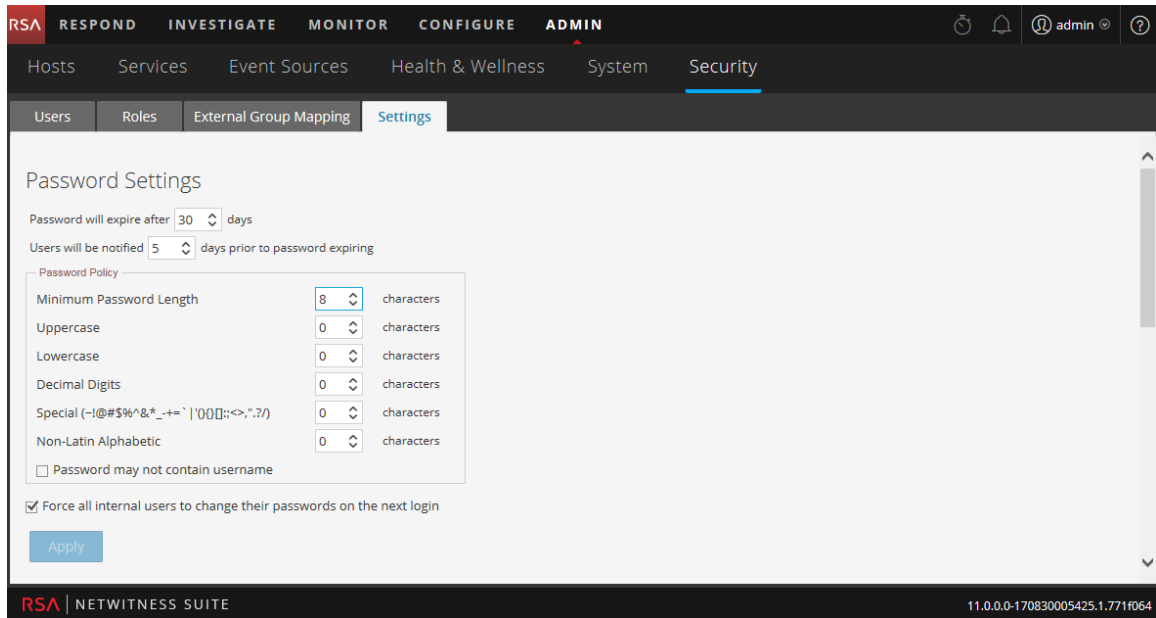 RSA RESPOND INVESTIGATE MONITOR CONFIGURE ADMIN admin ?
Hosts Services Event Sources Health & Wellness System Security
Users Roles External Group Mapping Settings
Password Settings
Password will expire after 30 days
Users will be notified 5 days prior to password expiring
Password Policy
Minimum Password Length 8 characters
Uppercase 0 characters
Lowercase 0 characters
Decimal Digits 0 characters
Special (~!@#$%^&*_-+=`|'(){}[]:;<>,".?/) 0 characters
Non-Latin Alphabetic 0 characters
Password may not contain username
Force all internal users to change their passwords on the next login
Apply
RSA | NETWITNESS SUITE 11.0.0.0-170830005425.1.771f064